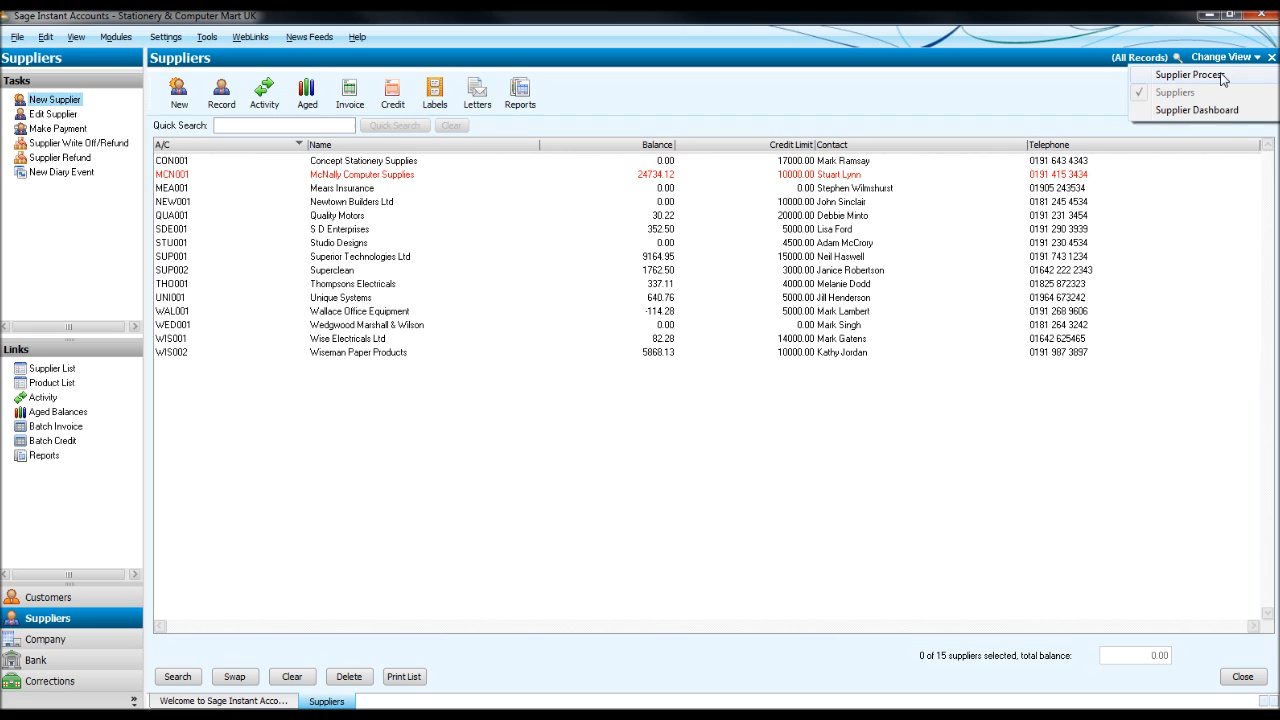 Sage Instant Accounts - Stationery & Computer Mart UK
File Edit View Modules Settings Tools WebLinks News Feeds Help
Suppliers
Suppliers (All Records) Change View
Supplier Process
Suppliers
Supplier Dashboard
Tasks
New Supplier
Edit Supplier
Make Payment
Supplier Write Off/Refund
Supplier Refund
New Diary Event
New Record Activity Aged Invoice Credit Labels Letters Reports
Quick Search: Quick Search Clear
A/C Name Balance Credit Limit Contact Telephone
CON001 Concept Stationery Supplies 0.00 17000.00 Mark Ramsay 0191 643 4343
MCN001 McNally Computer Supplies 24734.12 10000.00 Stuart Lynn 0191 415 3434
MEA001 Mears Insurance 0.00 0.00 Stephen Wilmshurst 01905 243534
NEW001 Newtown Builders Ltd 0.00 10000.00 John Sinclair 0181 245 4534
QUA001 Quality Motors 30.22 20000.00 Debbie Minto 0191 231 3454
SDE001 S D Enterprises 352.50 5000.00 Lisa Ford 0191 290 3939
STU001 Studio Designs 0.00 4500.00 Adam McCrory 0191 230 4534
SUP001 Superior Technologies Ltd 9164.95 15000.00 Neil Haswell 0191 743 1234
SUP002 Superclean 1762.50 3000.00 Janice Robertson 01642 222 2343
THO001 Thompsons Electricals 337.11 4000.00 Melanie Dodd 01825 872323
UNI001 Unique Systems 640.76 5000.00 Jill Henderson 01964 673242
WAL001 Wallace Office Equipment -114.28 5000.00 Mark Lambert 0191 268 9606
WED001 Wedgwood Marshall & Wilson 0.00 0.00 Mark Singh 0181 264 3242
WIS001 Wise Electricals Ltd 82.28 14000.00 Mark Gatens 01642 625465
WIS002 Wiseman Paper Products 5868.13 10000.00 Kathy Jordan 0191 987 3897
Links
Supplier List
Product List
Activity
Aged Balances
Batch Invoice
Batch Credit
Reports
Customers
Suppliers
Company
Bank
Corrections
0 of 15 suppliers selected, total balance: 0.00
Search Swap Clear Delete Print List Close
Welcome to Sage Instant Acco... Suppliers